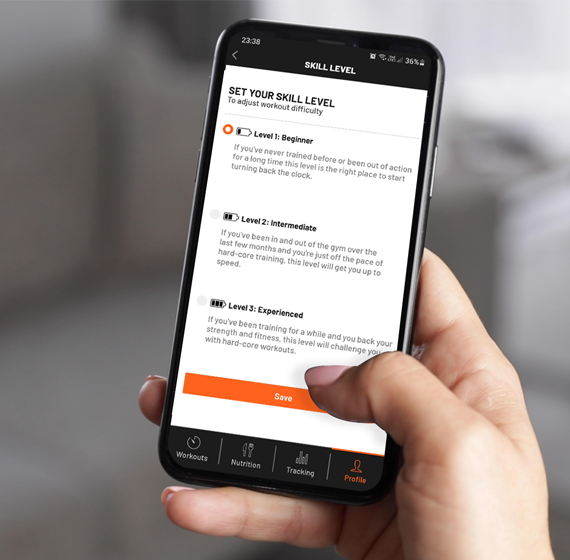 23:38
36%
SKILL LEVEL
SET YOUR SKILL LEVEL
To adjust workout difficulty
Level 1: Beginner
If you've never trained before or been out of action
for a long time this level is the right place to start
turning back the clock.
Level 2: Intermediate
If you've been in and out of the gym over the
last few months and you're just off the pace of
hard-core training, this level will get you up to
speed.
Level 3: Experienced
If you've been training for a while and you back your
strength and fitness, this level will challenge
with hard-core workouts.
Save
Workouts
Nutrition
Tracking
Profile